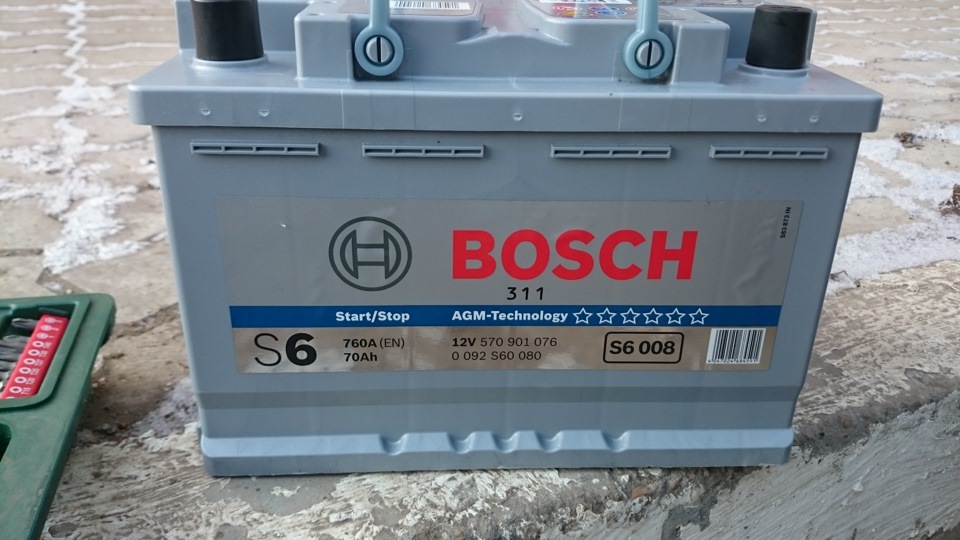 BOSCH
311
Start/Stop AGM-Technology
S6 760A (EN) 12V 570 901 076 S6 008
70Ah 0 092 S60 080